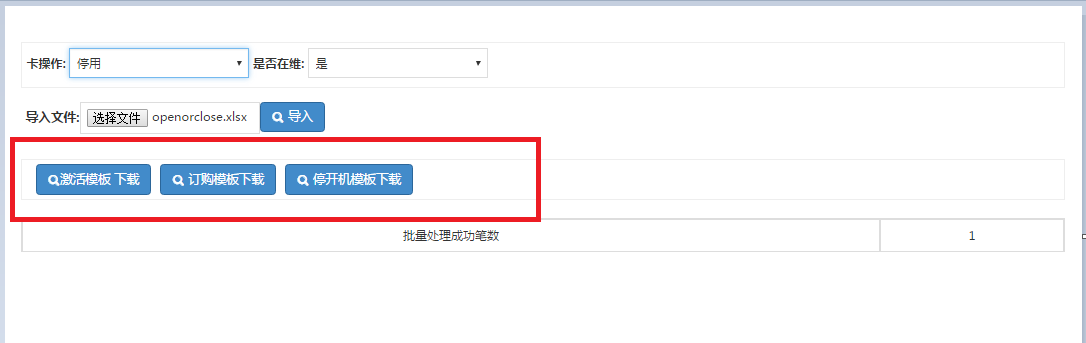 卡操作: 停用 是否在维: 是
导入文件: 选择文件 openorclose.xlsx 导入
激活模板 下载 订购模板下载 停开机模板下载
批量处理成功笔数 1